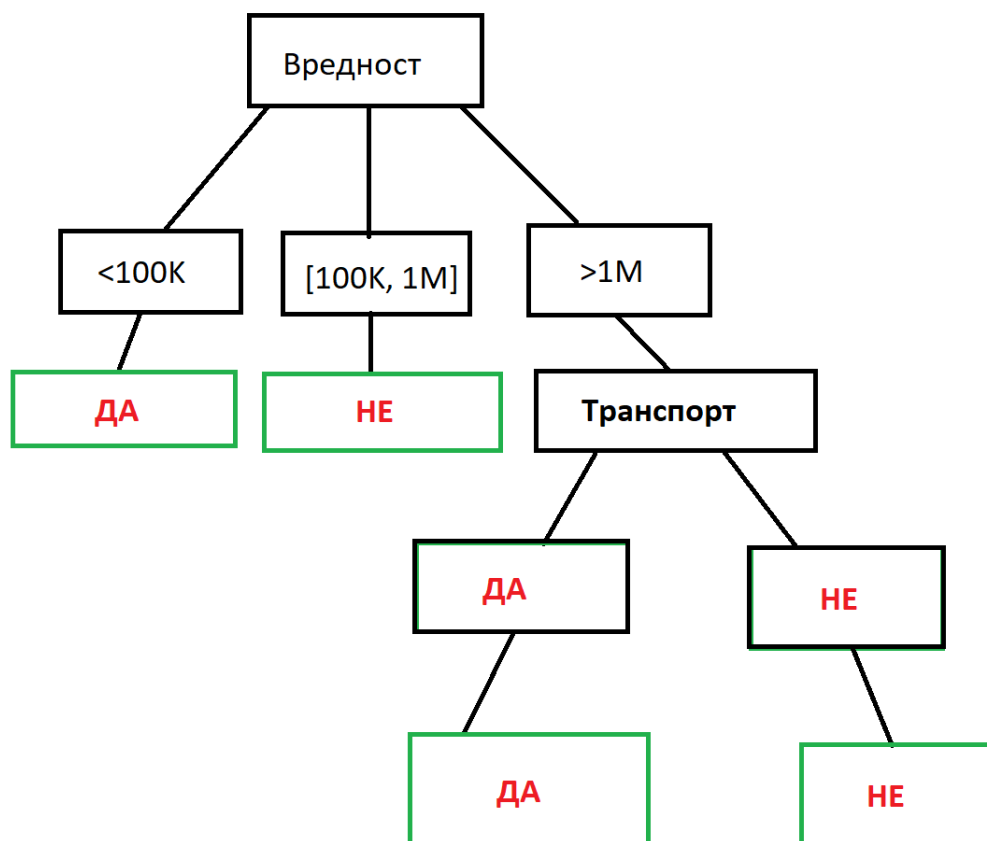 Вредност
<100K
[100K, 1M]
>1M
ДА
НЕ
Транспорт
ДА
НЕ
ДА
НЕ